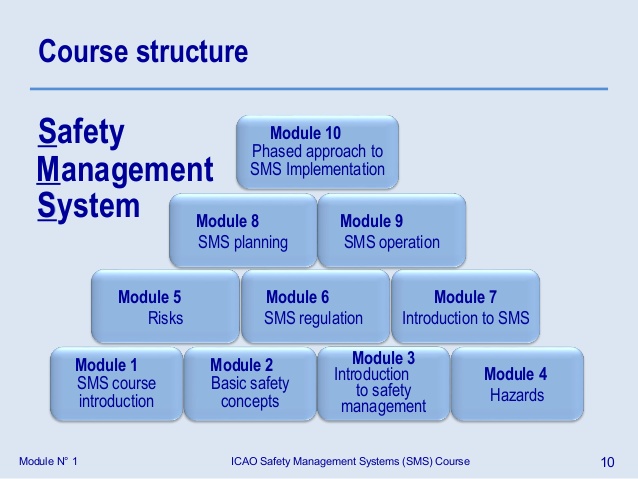 Course structure
Safety
Management
System
Module 10
Phased approach to
SMS Implementation
Module 8
SMS planning
Module 9
SMS operation
Module 5
Risks
Module 6
SMS regulation
Module 7
Introduction to SMS
Module 1
SMS course
introduction
Module 2
Basic safety
concepts
Module 3
Introduction
to safety
management
Module 4
Hazards
Module N° 1
ICAO Safety Management Systems (SMS) Course
10